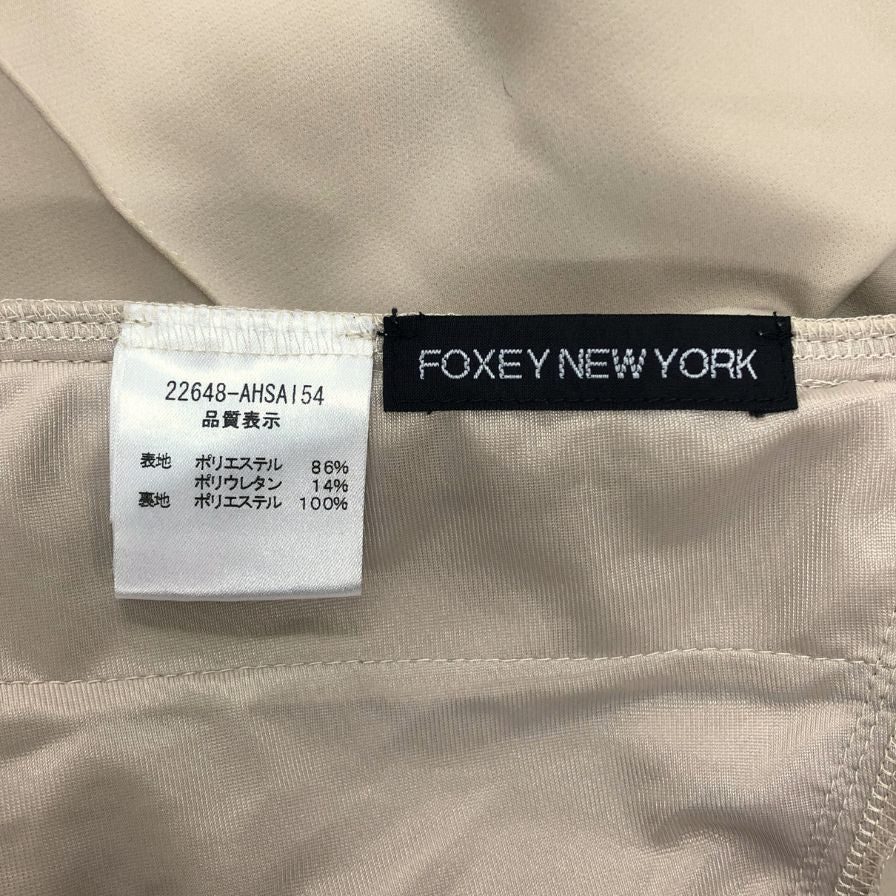 FOXEY NEW YORK
22648-AHSA154
品質表示
表地 ポリエステル 86%
ポリウレタン 14%
裏地 ポリエステル 100%